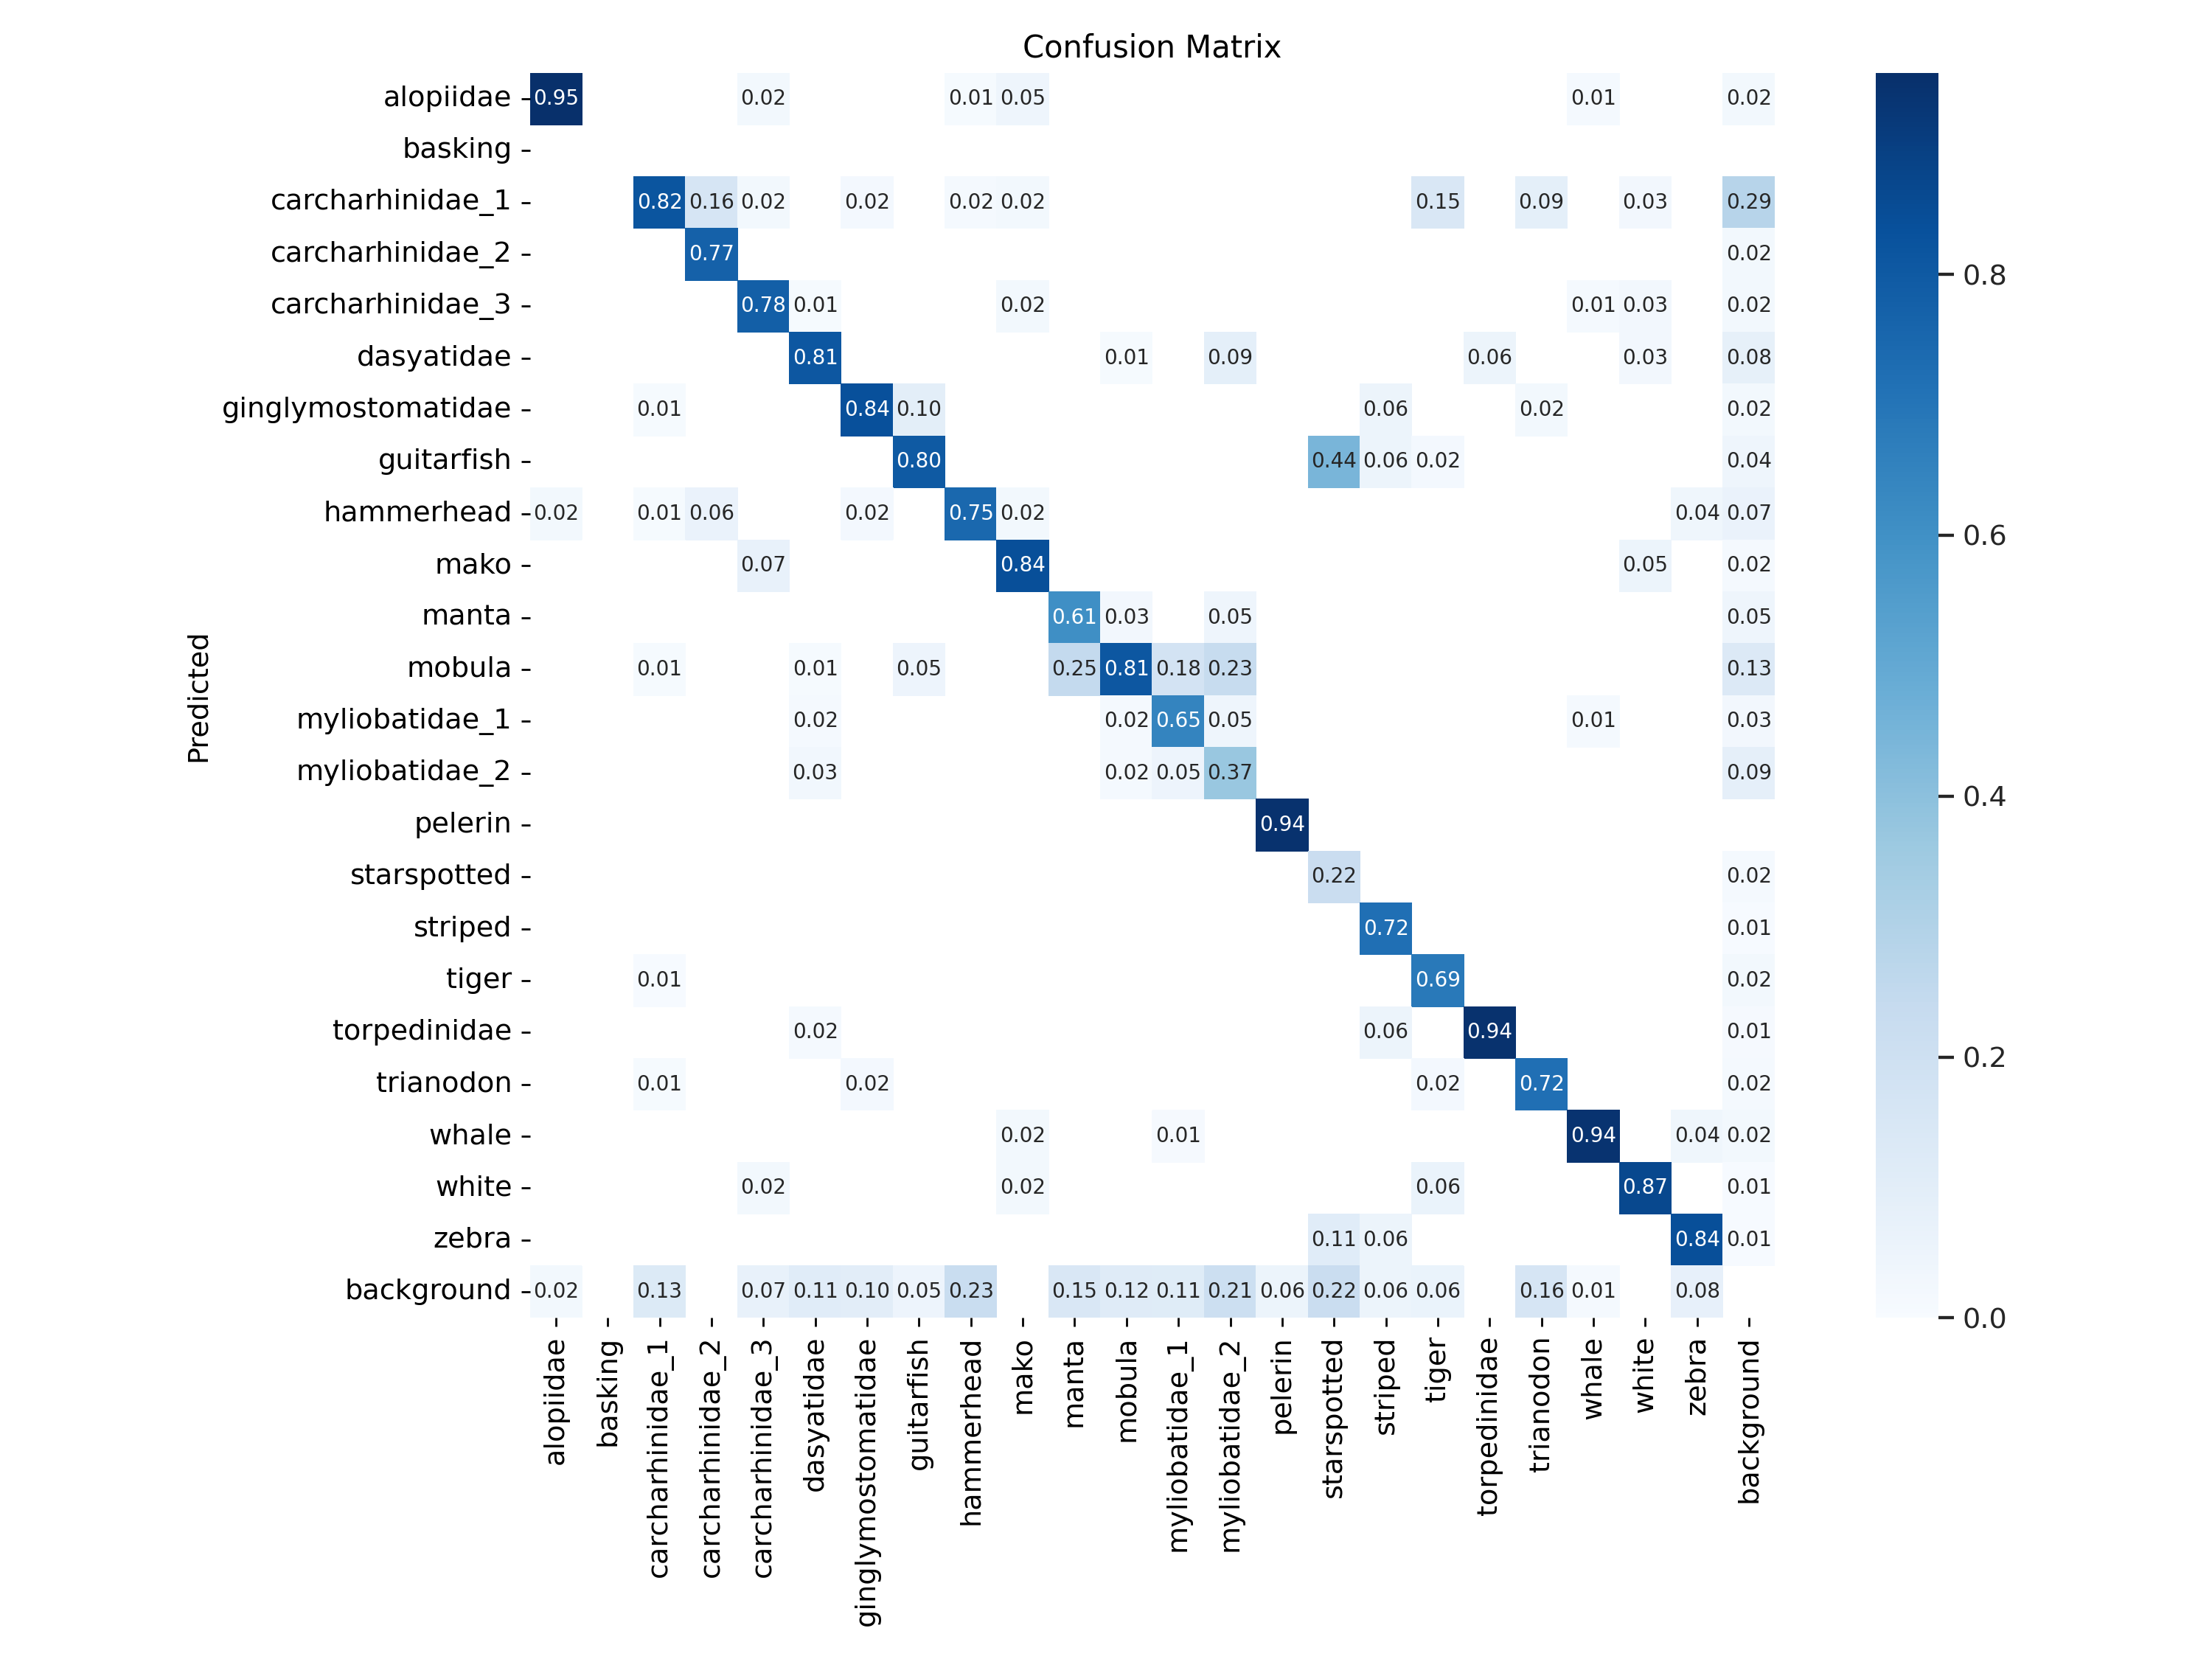 Confusion Matrix
alopiidae 0.95 0.02 0.01 0.05 0.01 0.02
basking
carcharhinidae_1 0.82 0.16 0.02 0.02 0.02 0.02 0.15 0.09 0.03 0.29
carcharhinidae_2 0.77 0.02
0.8
carcharhinidae_3 0.78 0.01 0.02 0.01 0.03 0.02
dasyatidae 0.81 0.01 0.09 0.06 0.03 0.08
ginglymostomatidae 0.01 0.84 0.10 0.06 0.02 0.02
guitarfish 0.80 0.44 0.06 0.02 0.04
hammerhead 0.02 0.01 0.06 0.02 0.75 0.02 0.04 0.07
0.6
mako 0.07 0.84 0.05 0.02
manta 0.61 0.03 0.05 0.05
Predicted
mobula 0.01 0.01 0.05 0.25 0.81 0.18 0.23 0.13
myliobatidae_1 0.02 0.02 0.65 0.05 0.01 0.03
myliobatidae_2 0.03 0.02 0.05 0.37 0.09
0.4
pelerin 0.94
starspotted 0.22 0.02
striped 0.72 0.01
tiger 0.01 0.69 0.02
torpedinidae 0.02 0.06 0.94 0.01
0.2
trianodon 0.01 0.02 0.02 0.72 0.02
whale 0.02 0.01 0.94 0.04 0.02
white 0.02 0.02 0.06 0.87 0.01
zebra 0.11 0.06 0.84 0.01
background 0.02 0.13 0.07 0.11 0.10 0.05 0.23 0.15 0.12 0.11 0.21 0.06 0.22 0.06 0.06 0.16 0.01 0.08
0.0
alopiidae
basking
carcharhinidae_1
carcharhinidae_2
carcharhinidae_3
dasyatidae
ginglymostomatidae
guitarfish
hammerhead
mako
manta
mobula
myliobatidae_1
myliobatidae_2
pelerin
starspotted
striped
tiger
torpedinidae
trianodon
whale
white
zebra
background